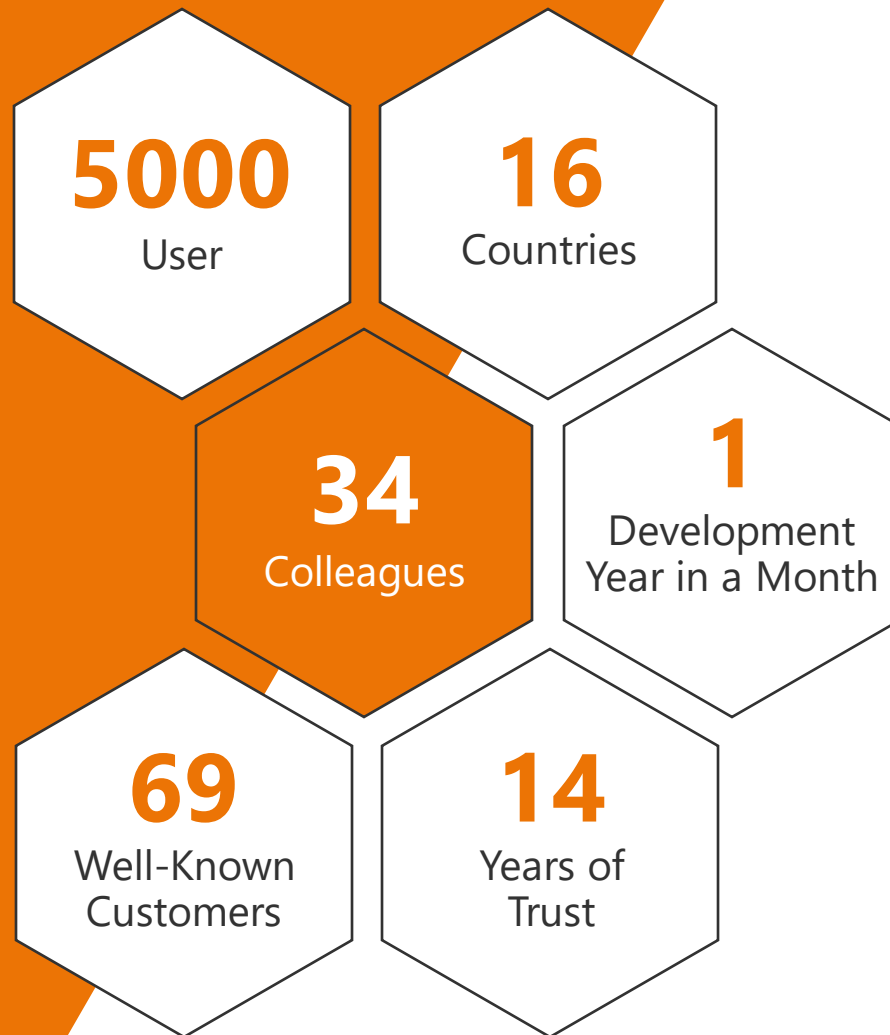 5000
User
16
Countries
34
Colleagues
1
Development
Year in a Month
69
Well-Known
Customers
14
Years of
Trust